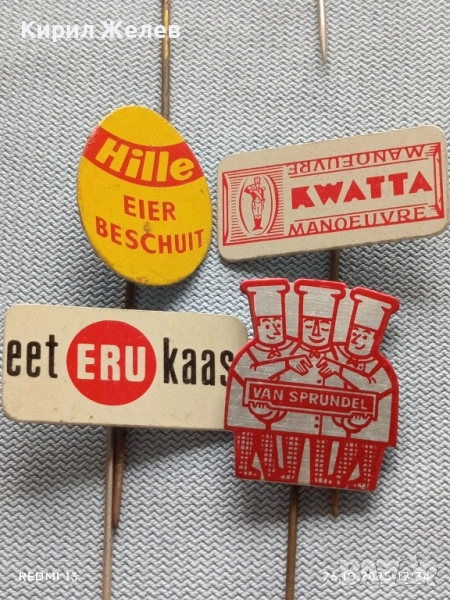 Кирил Желев
Hille
EIER
BESCHUIT
MANOEUVRE
KWATTA
MANOEUVRE
eet ERU kaas
VAN SPRUNDEL
REDMI 13